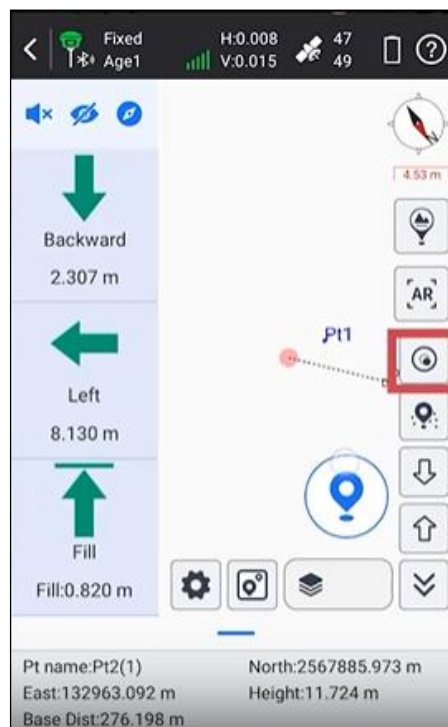 Fixed
Age1
H:0.008
V:0.015
47
49
Backward
2.307 m
Left
8.130 m
Fill
Fill:0.820 m
4.53 m
AR
Pt1
Pt name:Pt2(1)
North:2567885.973 m
East:132963.092 m
Height:11.724 m
Base Dist:276.198 m